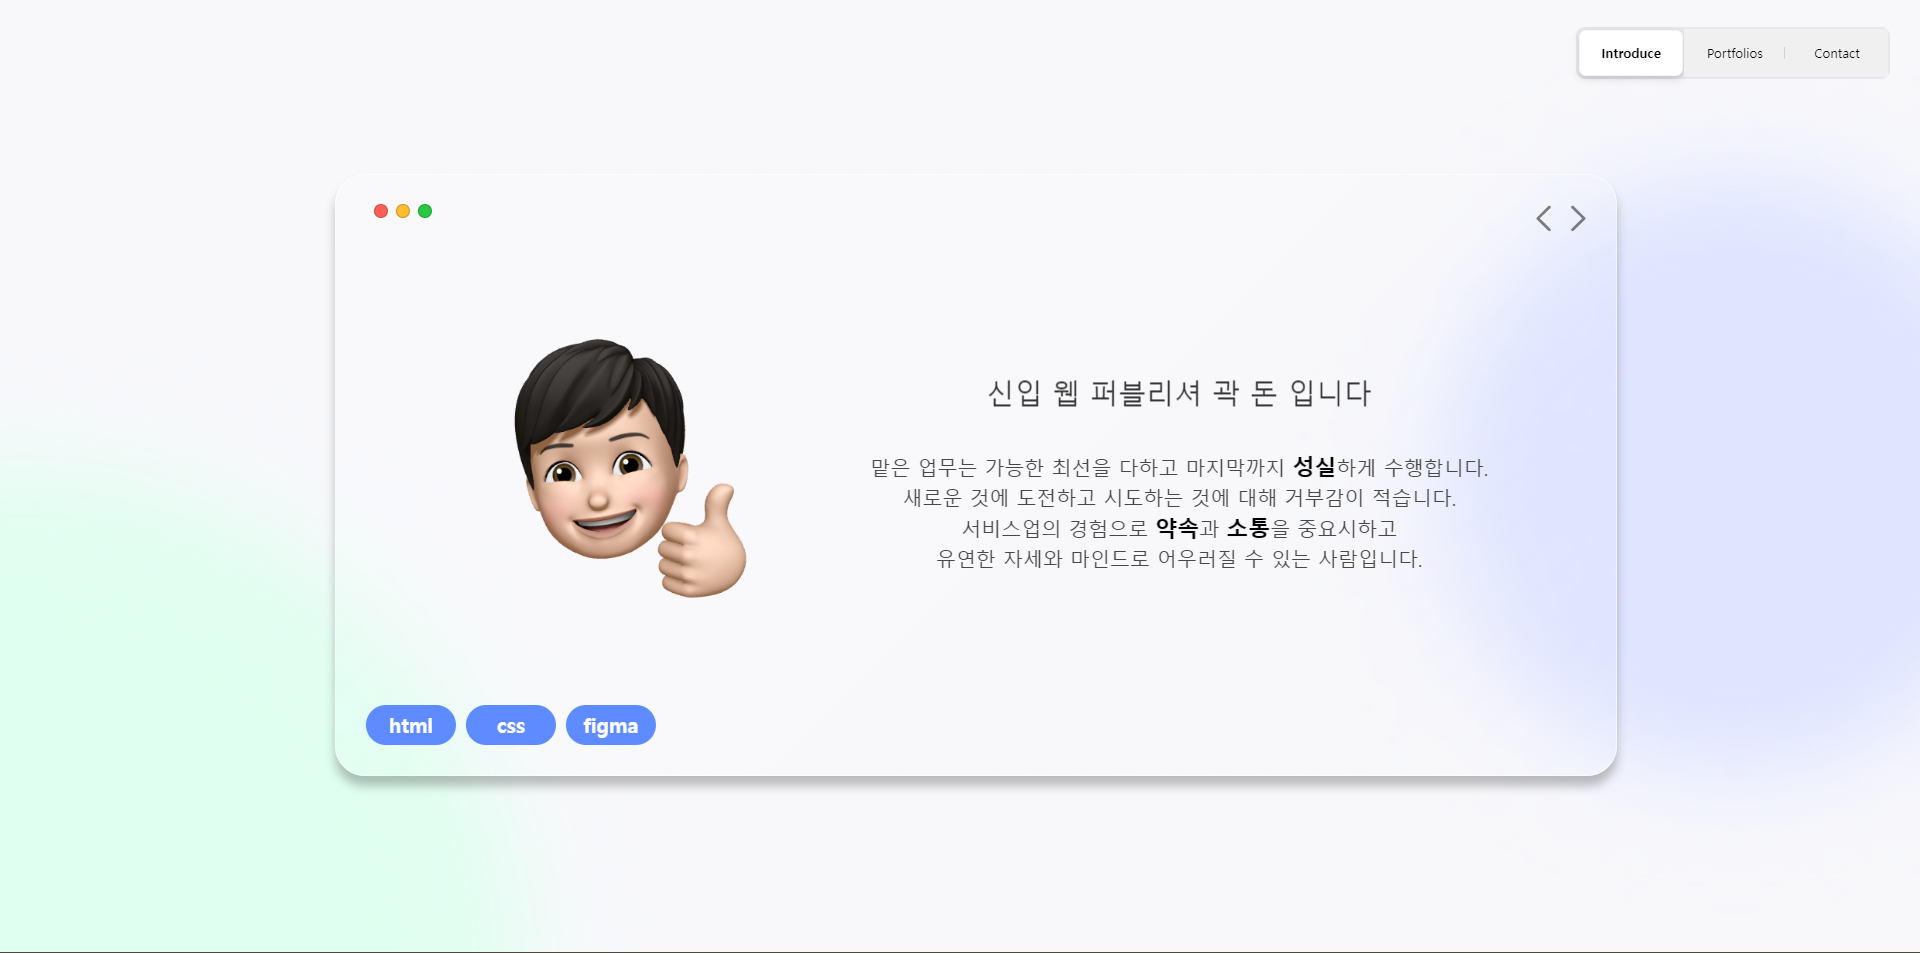 Introduce
Portfolios
Contact
신입 웹 퍼블리셔 곽 돈 입니다
맡은 업무는 가능한 최선을 다하고 마지막까지 성실하게 수행합니다.
새로운 것에 도전하고 시도하는 것에 대해 거부감이 적습니다.
서비스업의 경험으로 약속과 소통을 중요시하고
유연한 자세와 마인드로 어우러질 수 있는 사람입니다.
html
css
figma